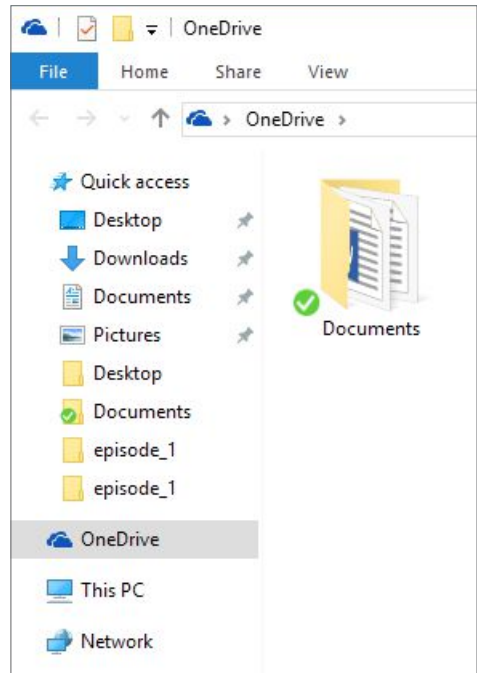 OneDrive
File Home Share View
OneDrive
Quick access
Desktop
Downloads
Documents
Pictures
Desktop
Documents
episode_1
episode_1
OneDrive
This PC
Network
Documents